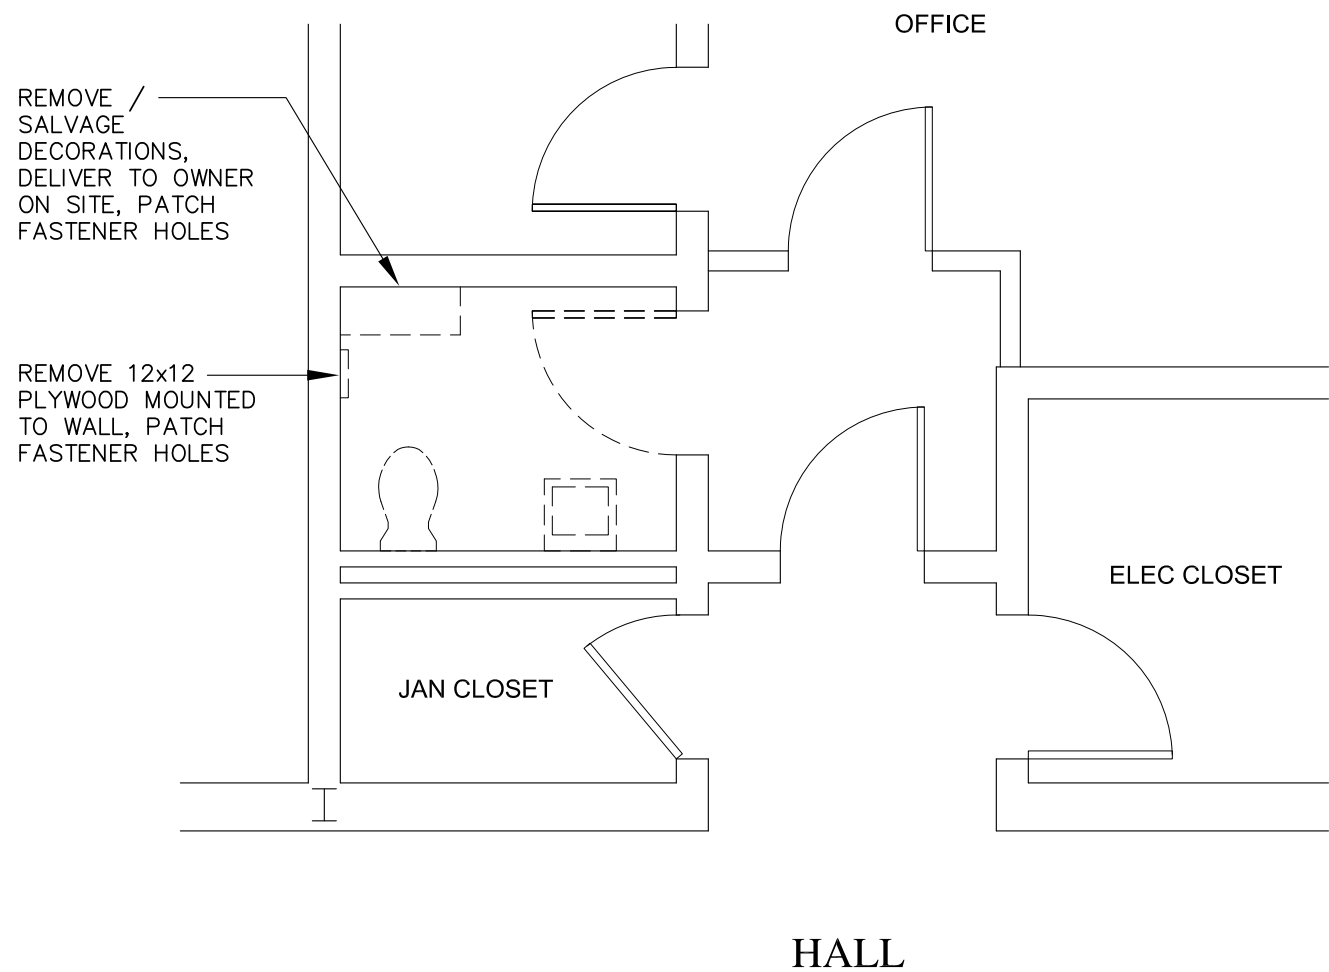 OFFICE
REMOVE /
SALVAGE
DECORATIONS,
DELIVER TO OWNER
ON SITE, PATCH
FASTENER HOLES
REMOVE 12x12
PLYWOOD MOUNTED
TO WALL, PATCH
FASTENER HOLES
ELEC CLOSET
JAN CLOSET
HALL